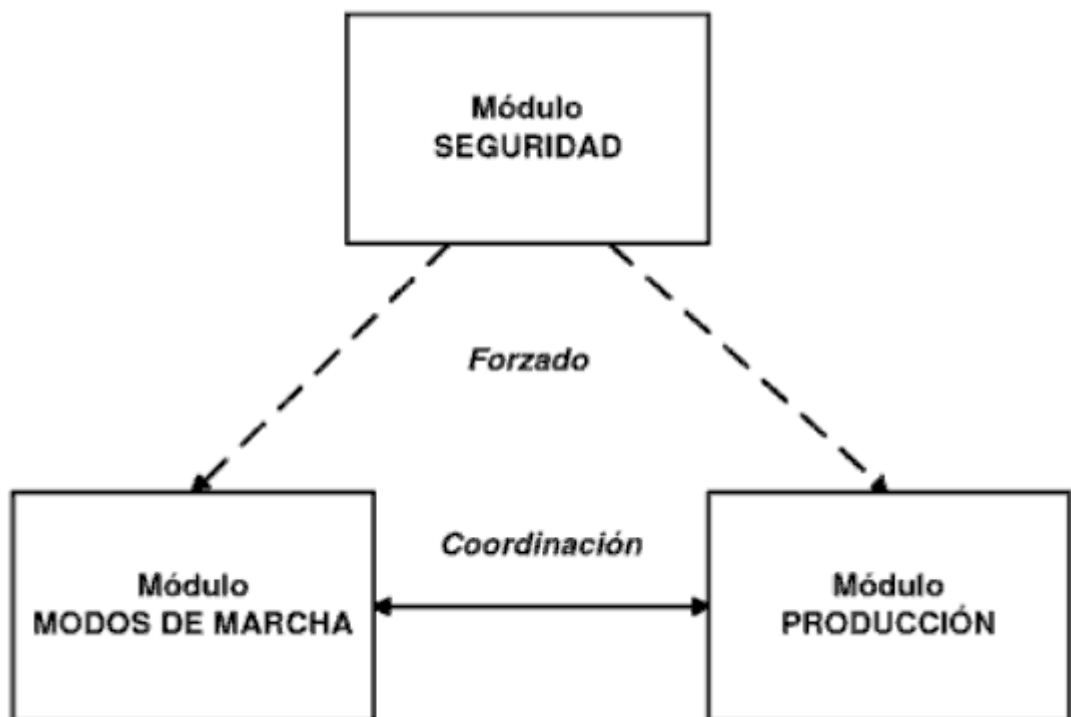 Módulo
SEGURIDAD
Forzado
Coordinación
Módulo
MODOS DE MARCHA
Módulo
PRODUCCIÓN